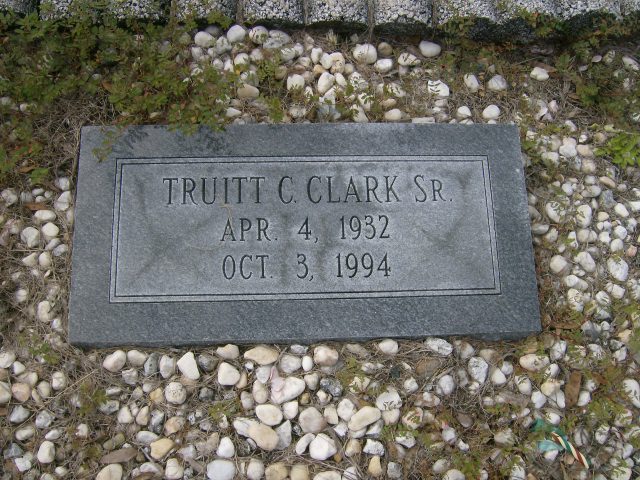 TRUITT C. CLARK SR.
APR. 4, 1932
OCT. 3, 1994